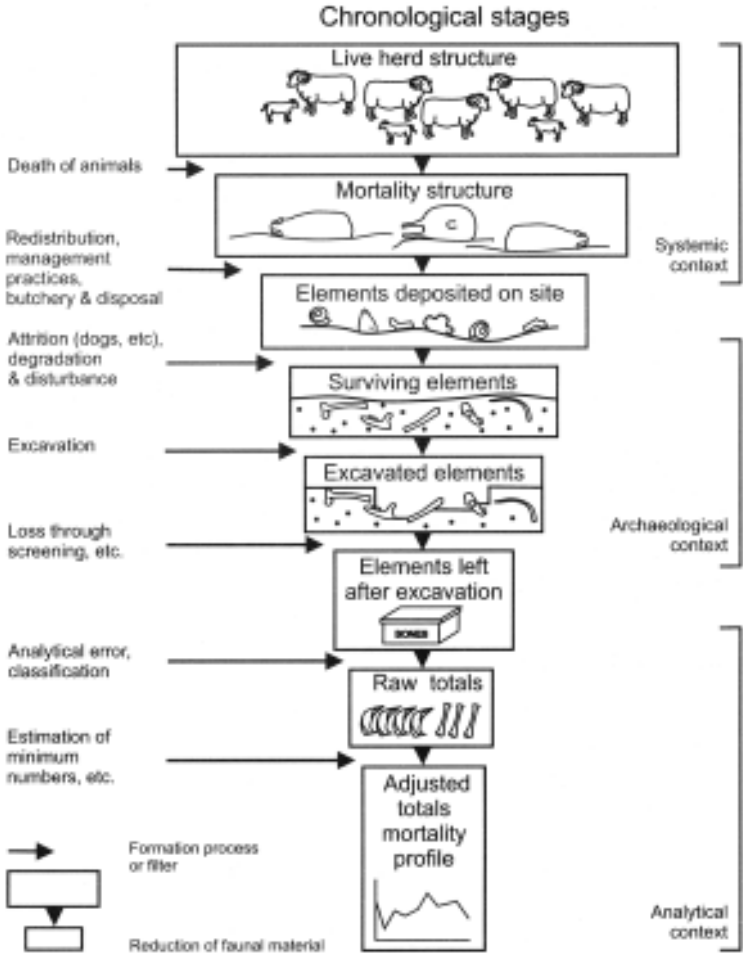 Chronological stages
Live herd structure
Death of animals
Mortality structure
Redistribution,
management
practices,
butchery & disposal
Systemic
context
Elements deposited on site
Attrition (dogs, etc),
degradation
& disturbance
Surviving elements
Excavation
Excavated elements
Archaeological
context
Loss through
screening, etc.
Elements left
after excavation
BONES
Analytical error,
classification
Raw totals
Estimation of
minimum
numbers, etc.
Adjusted
totals
mortality
profile
Formation process
or filter
Analytical
context
Reduction of faunal material